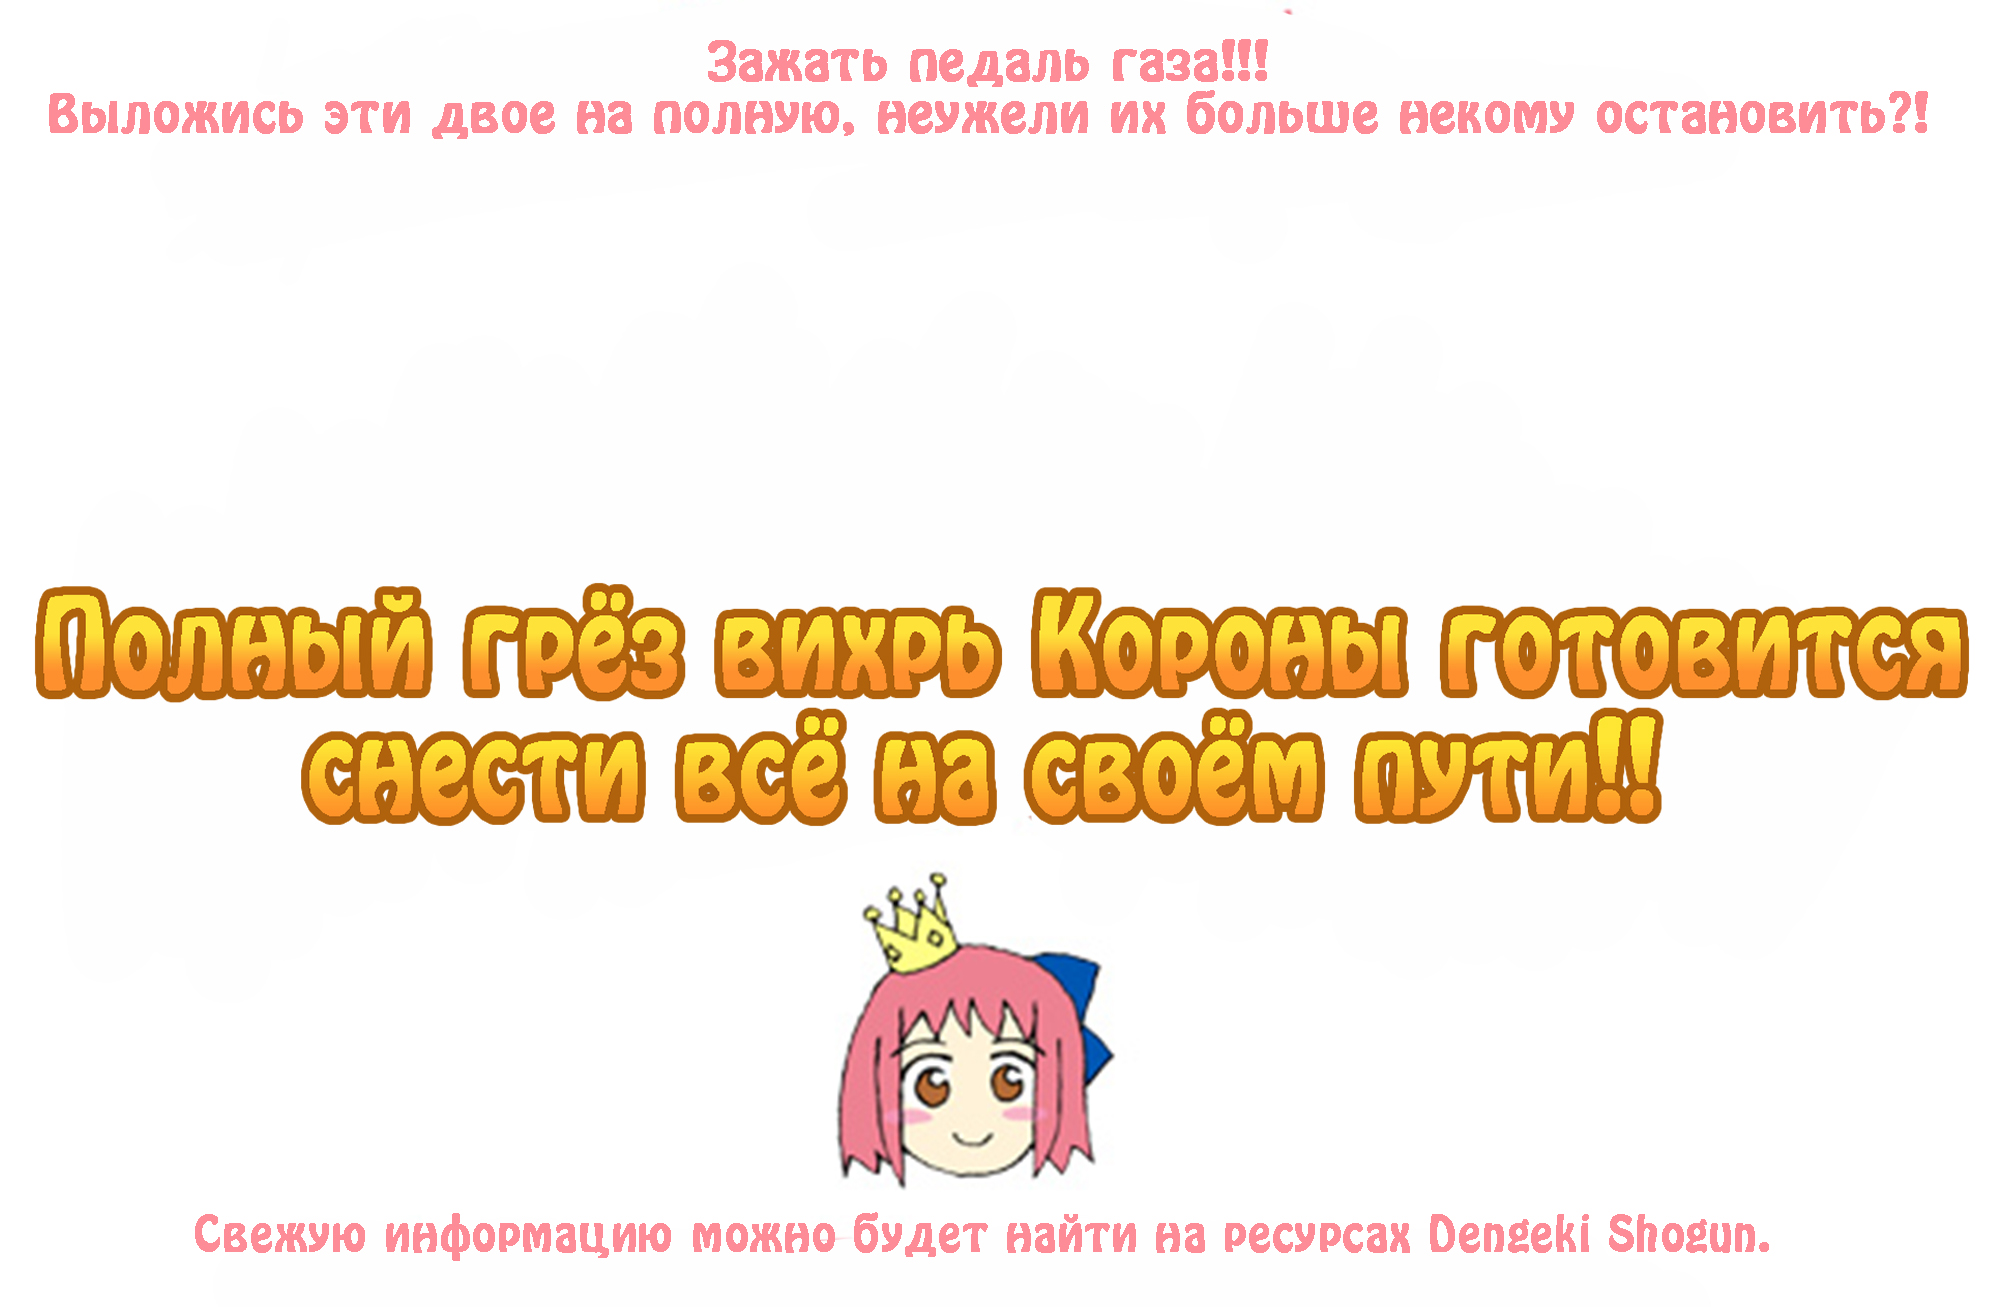 Зажать педаль газа!!!
Выложись эти двое на полную, неужели их больше некому остановить?!
Полный грёз вихрь Короны готовится
снести всё на своём пути!!
Свежую информацию можно будет найти на ресурсах Dengeki Shogun.